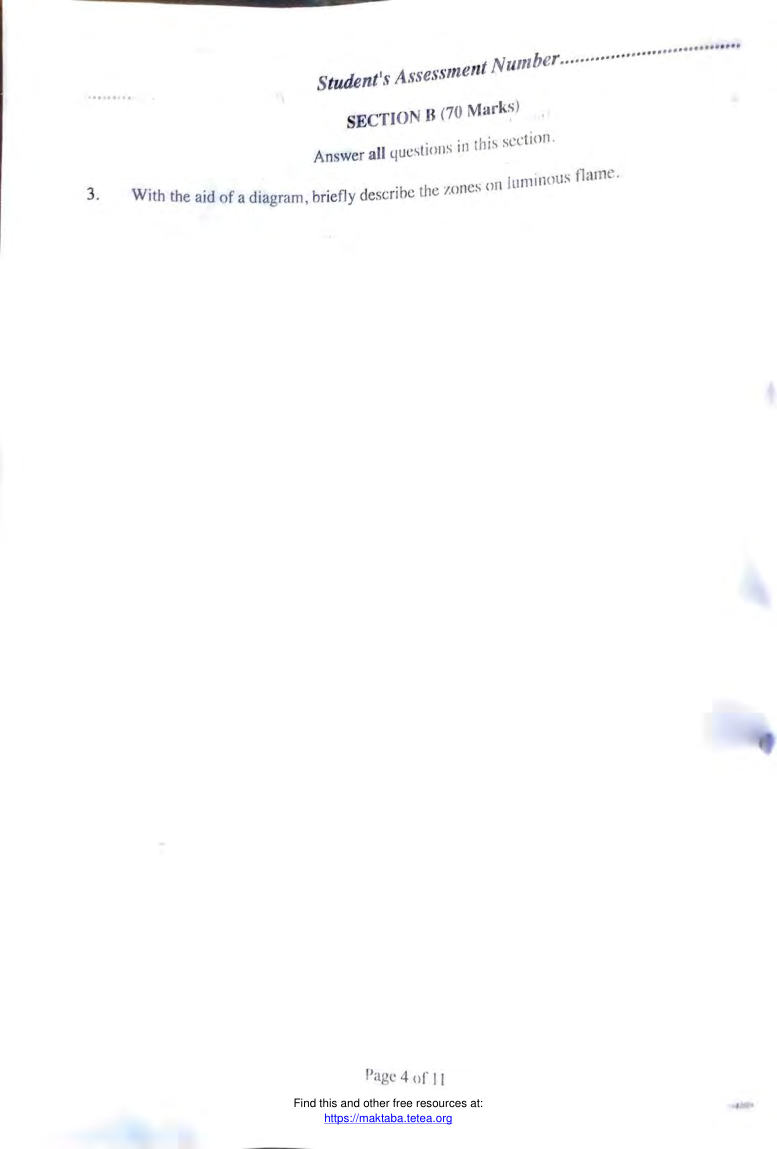 Student's Assessment Number....................................
SECTION B (70 Marks)
Answer all questions in this section.
3. With the aid of a diagram, briefly describe the zones on luminous flame.
Page 4 of 11
Find this and other free resources at:
https://maktaba.tetea.org